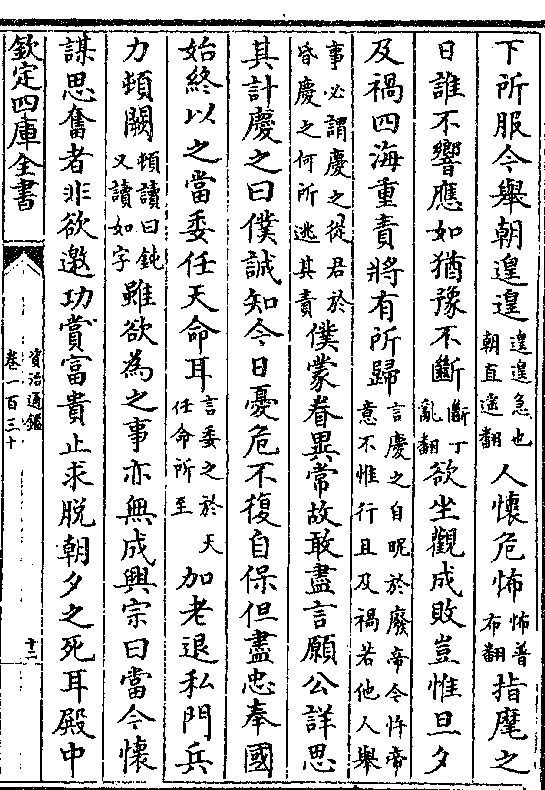 下所服今舉朝遑遑遑遑急也朝直遥翻人懷危怖怖普布翻指麾之
日誰不響應如猶豫不斷斷丁亂翻欲坐觀成敗豈惟旦夕
及禍四海重責將有所歸言慶之自昵於廢帝令忤帝意不惟行且及禍若他人舉
事必謂慶之從君於昏慶之何所逃其責僕蒙眷異常故敢盡言願公詳思
其計慶之曰僕誠知今日憂危不復自保但盡忠奉國
始終以之當委任天命耳言委之於天任命所至加老退私門兵
力頓闕頓讀曰鈍又讀如字雖欲為之事亦無成興宗曰當今懷
謀思奮者非欲邀功賞富貴止求脱朝夕之死耳殿中
欽定四庫全書
資治通鑑
卷一百三十
十二